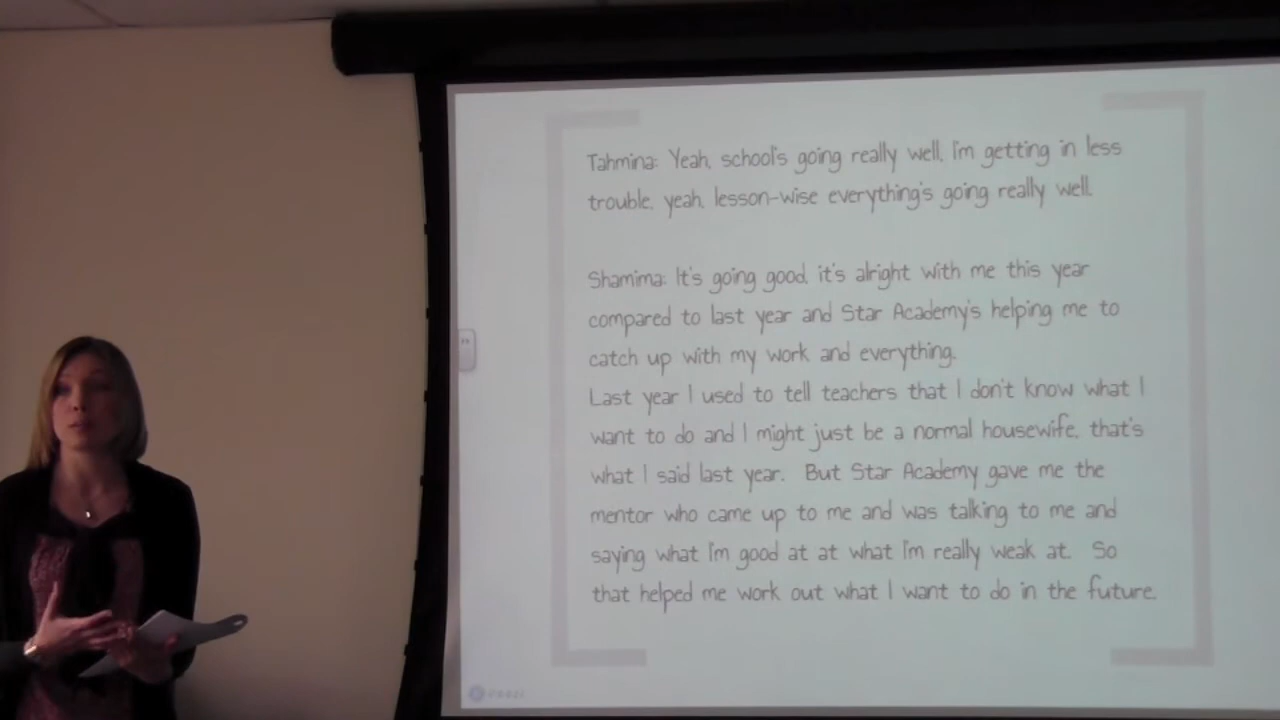 Tahmina: Yeah, school's going really well, I'm getting in less
trouble, yeah, lesson-wise everything's going really well.
Shamima: It's going good, it's alright with me this year
compared to last year and Star Academy's helping me to
catch up with my work and everything.
Last year I used to tell teachers that I don't know what I
want to do and I might just be a normal housewife, that's
what I said last year. But Star Academy gave me the
mentor who came up to me and was talking to me and
saying what I'm good at at what I'm really weak at. So
that helped me work out what I want to do in the future.